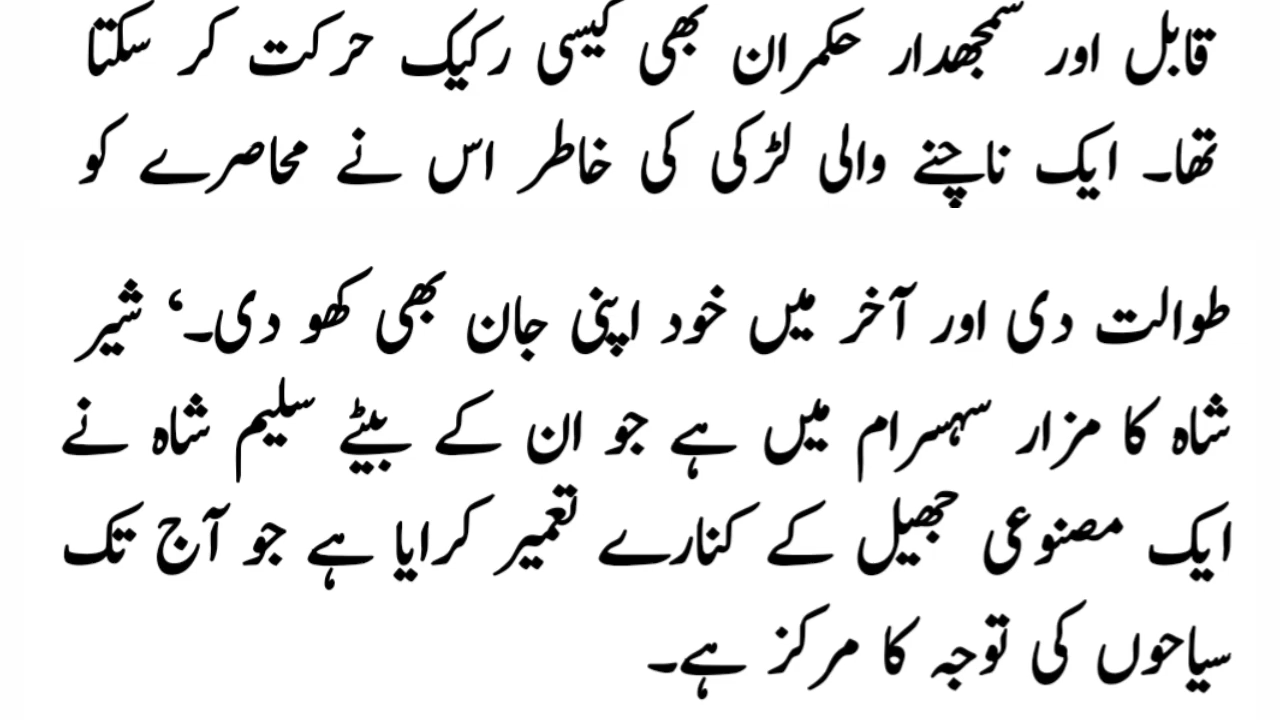 قابل اور سمجھدار حکمران بھی کیسی رکیک حرکت کر سکتا
تھا۔ ایک ناچنے والی لڑکی کی خاطر اس نے محاصرے کو
طوالت دی اور آخر میں خود اپنی جان بھی کھو دی۔‘ شیر
شاہ کا مزار سہسرام میں ہے جو ان کے بیٹے سلیم شاہ نے
ایک مصنوعی جھیل کے کنارے تعمیر کرایا ہے جو آج تک
سیاحوں کی توجہ کا مرکز ہے۔